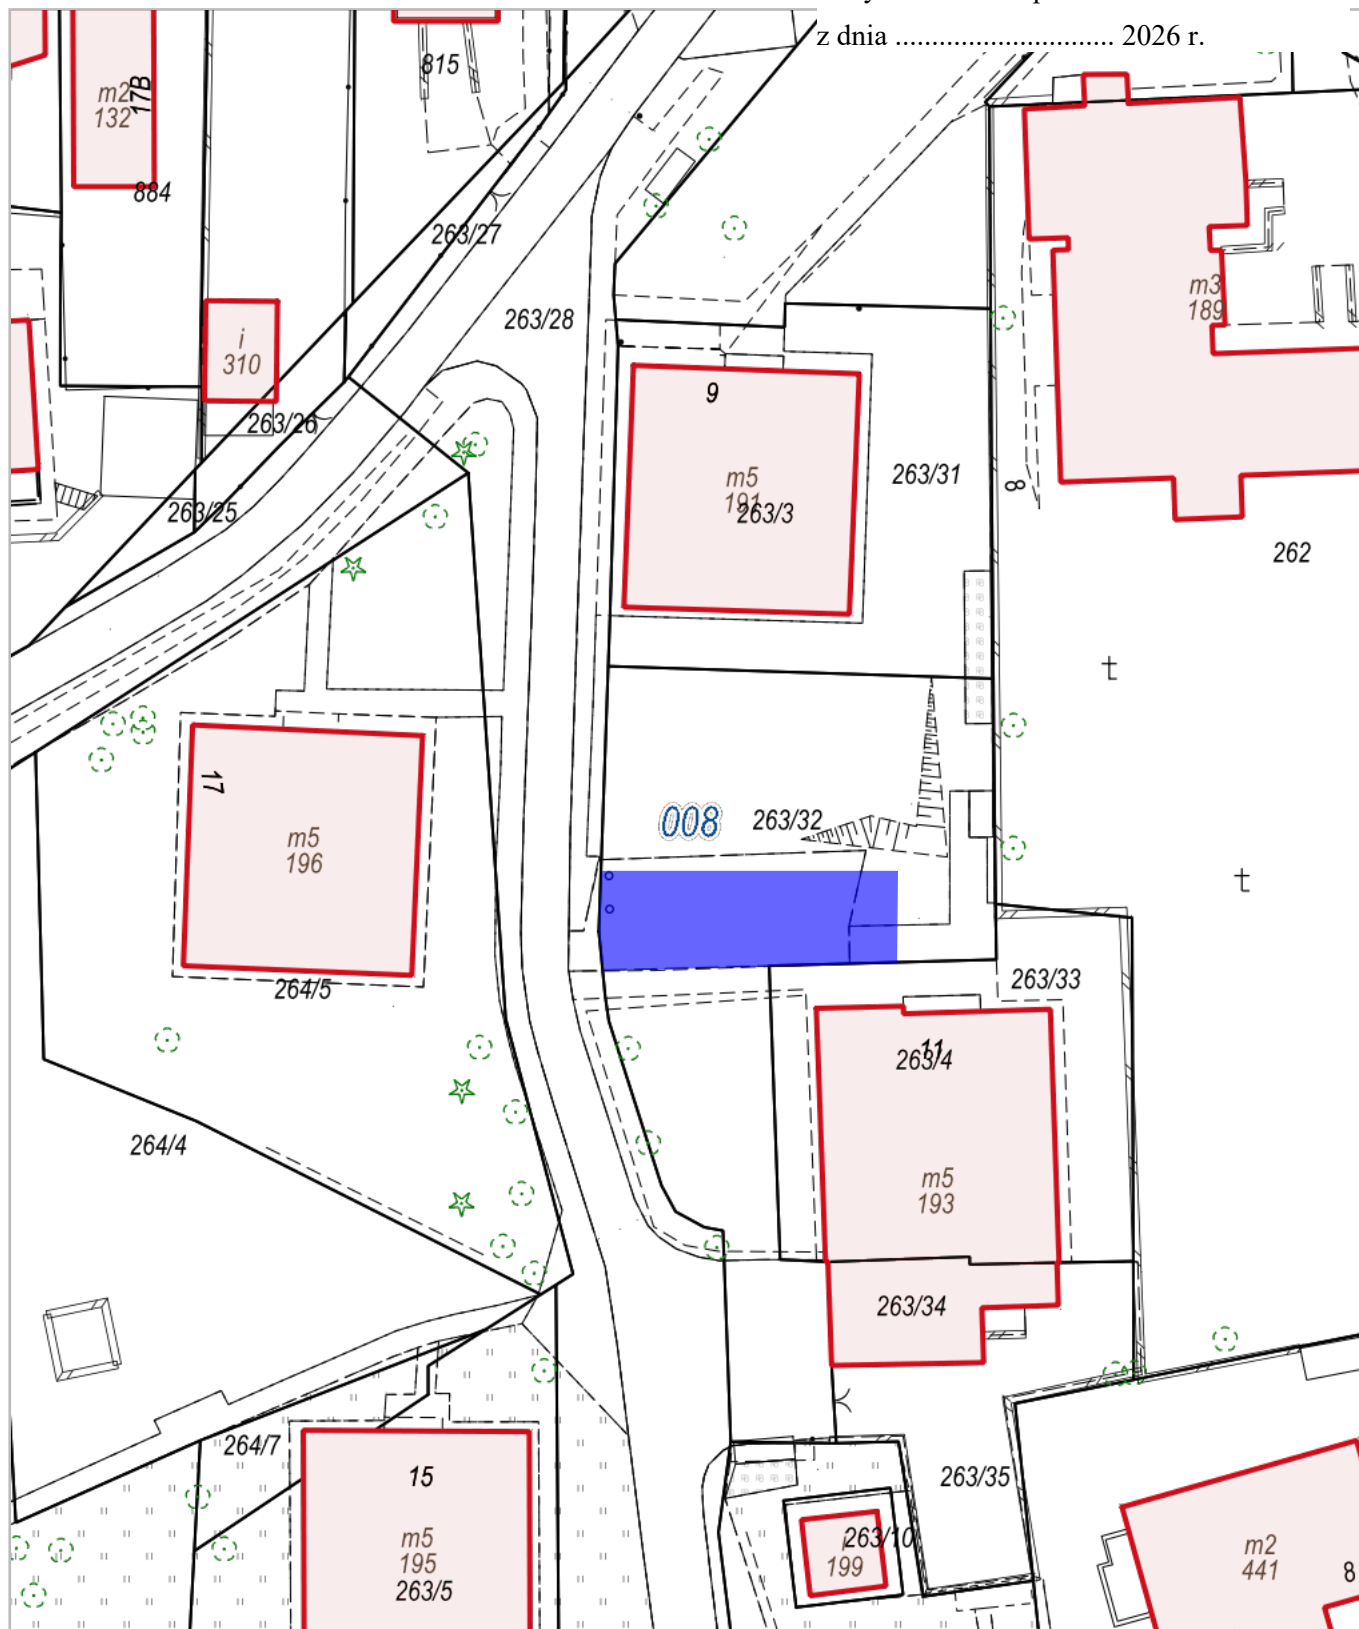 z dnia .............................. 2026 r.
815
m2
132
17B
884
263/27
263/28
i
310
263/26
263/25
9
m5
191
263/3
263/31
m3
189
8
262
t
17
m5
196
264/5
008
263/32
t
263/33
11
263/4
m5
193
264/4
263/34
264/7
15
m5
195
263/5
263/35
263/10
i
199
m2
441
8